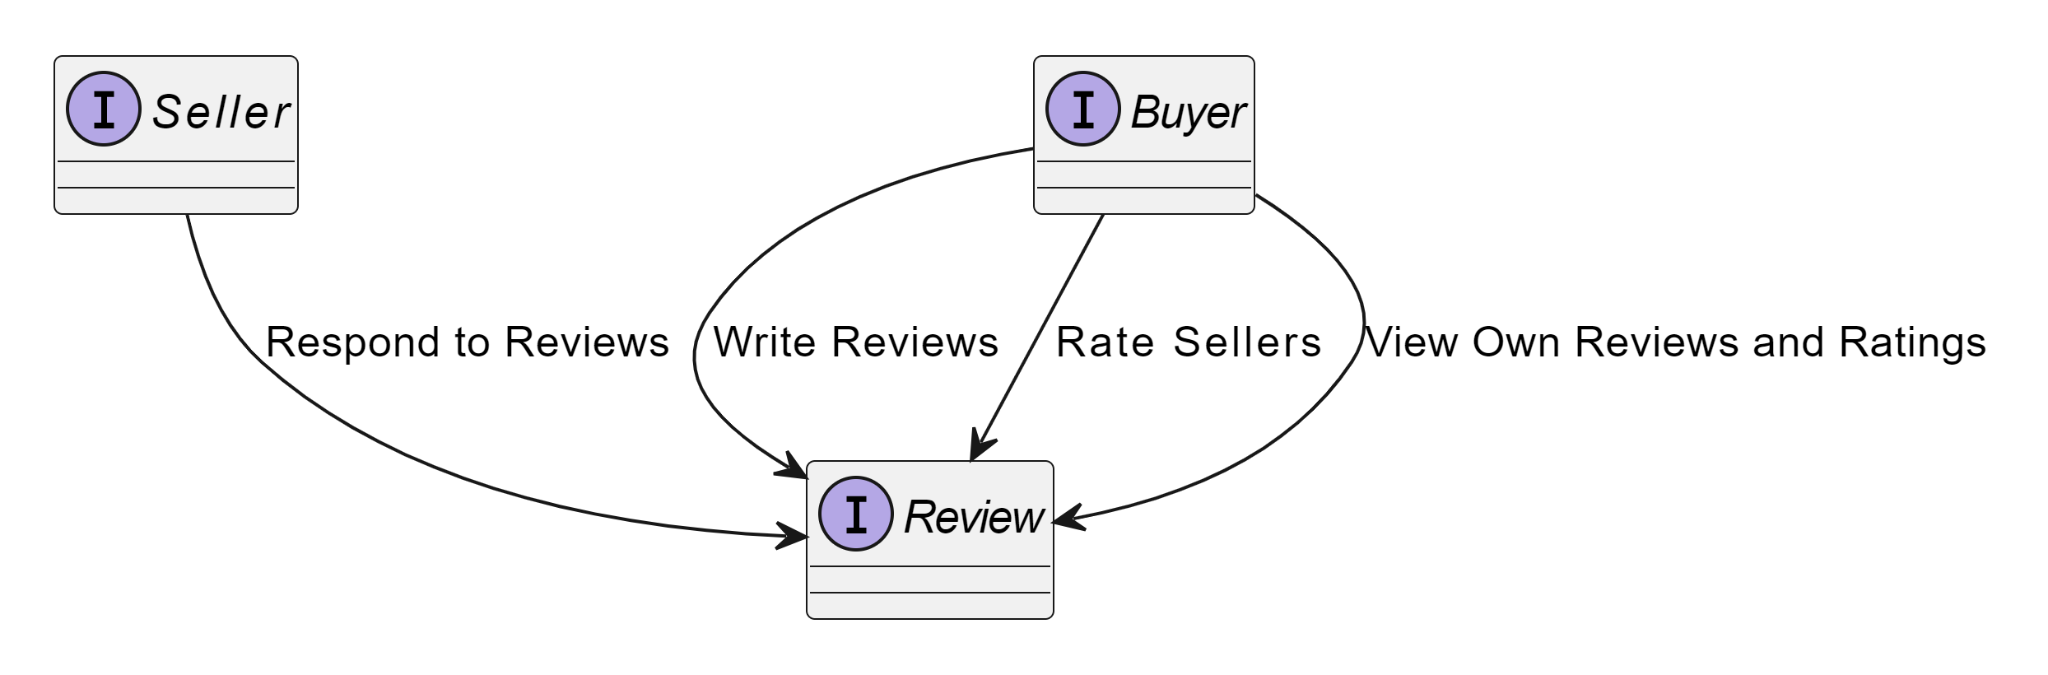 I Seller
I Buyer
Respond to Reviews
Write Reviews
Rate Sellers
View Own Reviews and Ratings
I Review